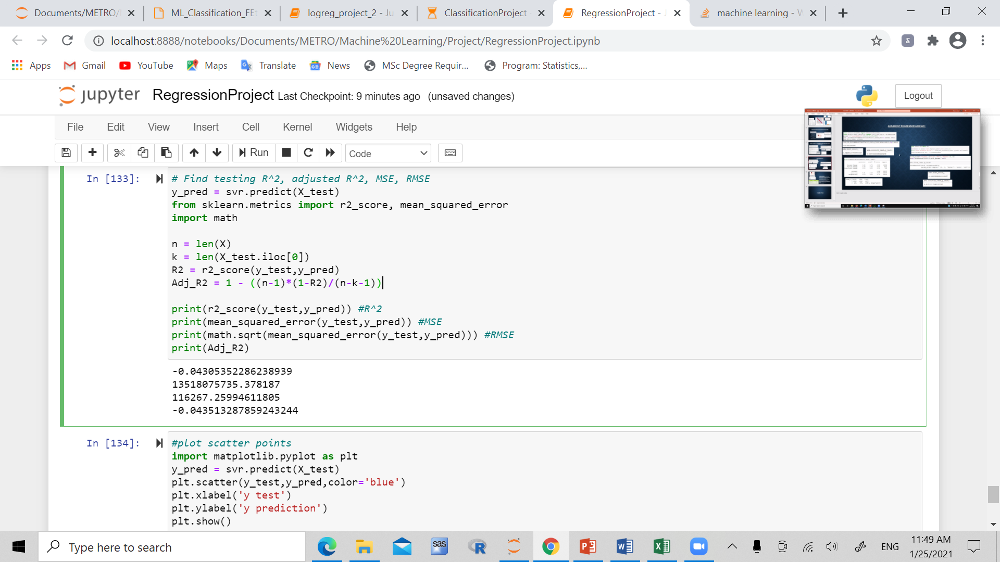 Documents/METRO/
ML_Classification_FEt
logreg_project_2 - Ju
ClassificationProject -
RegressionProject - J
machine learning - W
localhost:8888/notebooks/Documents/METRO/Machine%20Learning/Project/RegressionProject.ipynb
Apps
Gmail
YouTube
Maps
Translate
News
MSc Degree Requir...
Program: Statistics,...
jupyter RegressionProject Last Checkpoint: 9 minutes ago (unsaved changes)
Logout
File Edit View Insert Cell Kernel Widgets Help
Run
Code
ADABOOST REGRESSOR AND SVC:
In [133]:
# Find testing R^2, adjusted R^2, MSE, RMSE
y_pred = svr.predict(X_test)
from sklearn.metrics import r2_score, mean_squared_error
import math
n = len(X)
k = len(X_test.iloc[0])
R2 = r2_score(y_test,y_pred)
Adj_R2 = 1 - ((n-1)*(1-R2)/(n-k-1))
print(r2_score(y_test,y_pred)) #R^2
print(mean_squared_error(y_test,y_pred)) #MSE
print(math.sqrt(mean_squared_error(y_test,y_pred))) #RMSE
print(Adj_R2)
-0.04305352286238939
13518075735.378187
116267.25994611805
-0.043513287859243244
In [134]:
#plot scatter points
import matplotlib.pyplot as plt
y_pred = svr.predict(X_test)
plt.scatter(y_test,y_pred,color='blue')
plt.xlabel('y test')
plt.ylabel('y prediction')
plt.show()
Type here to search
sas
ENG
11:49 AM
1/25/2021